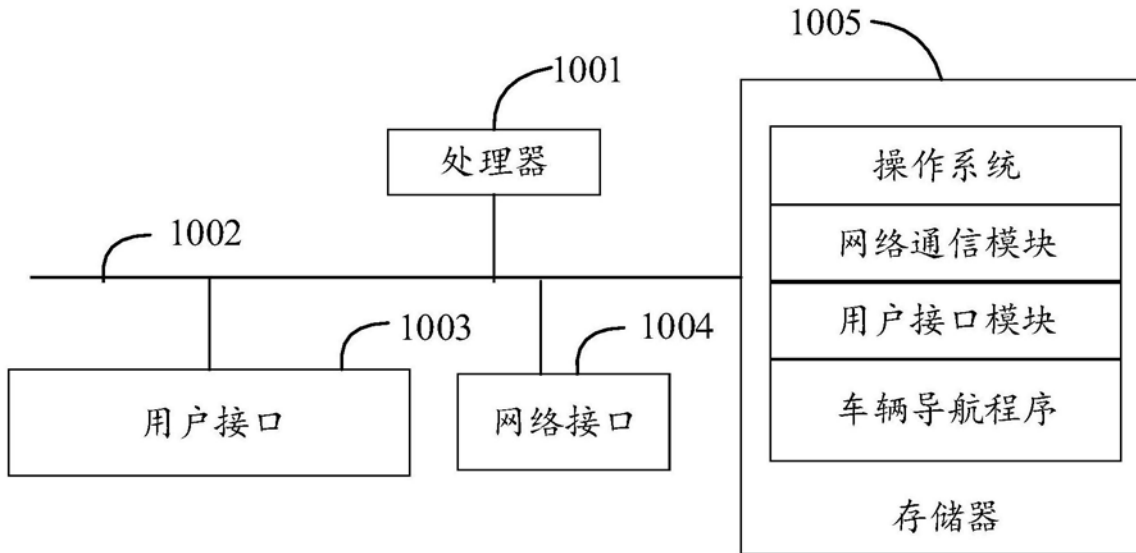 1005
1001
处理器
操作系统
1002
网络通信模块
1003
1004
用户接口模块
用户接口
网络接口
车辆导航程序
存储器